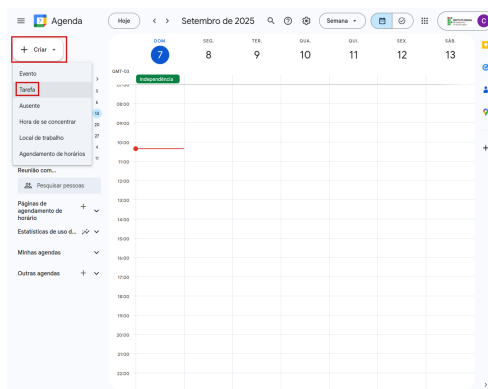 Agenda
Hoje
Setembro de 2025
Semana
Criar
Evento
Tarefa
Ausente
Hora de se concentrar
Local de trabalho
Agendamento de horários
Reunião com...
Pesquisar pessoas
Páginas de
agendamento de
horário
Estatísticas de uso d...
Minhas agendas
Outras agendas
GMT-03
DOM. SEG. TER. QUA. QUI. SEX. SÁB.
7 8 9 10 11 12 13
Independência
08:00
09:00
10:00
11:00
12:00
13:00
14:00
15:00
16:00
17:00
18:00
19:00
20:00
21:00
22:00